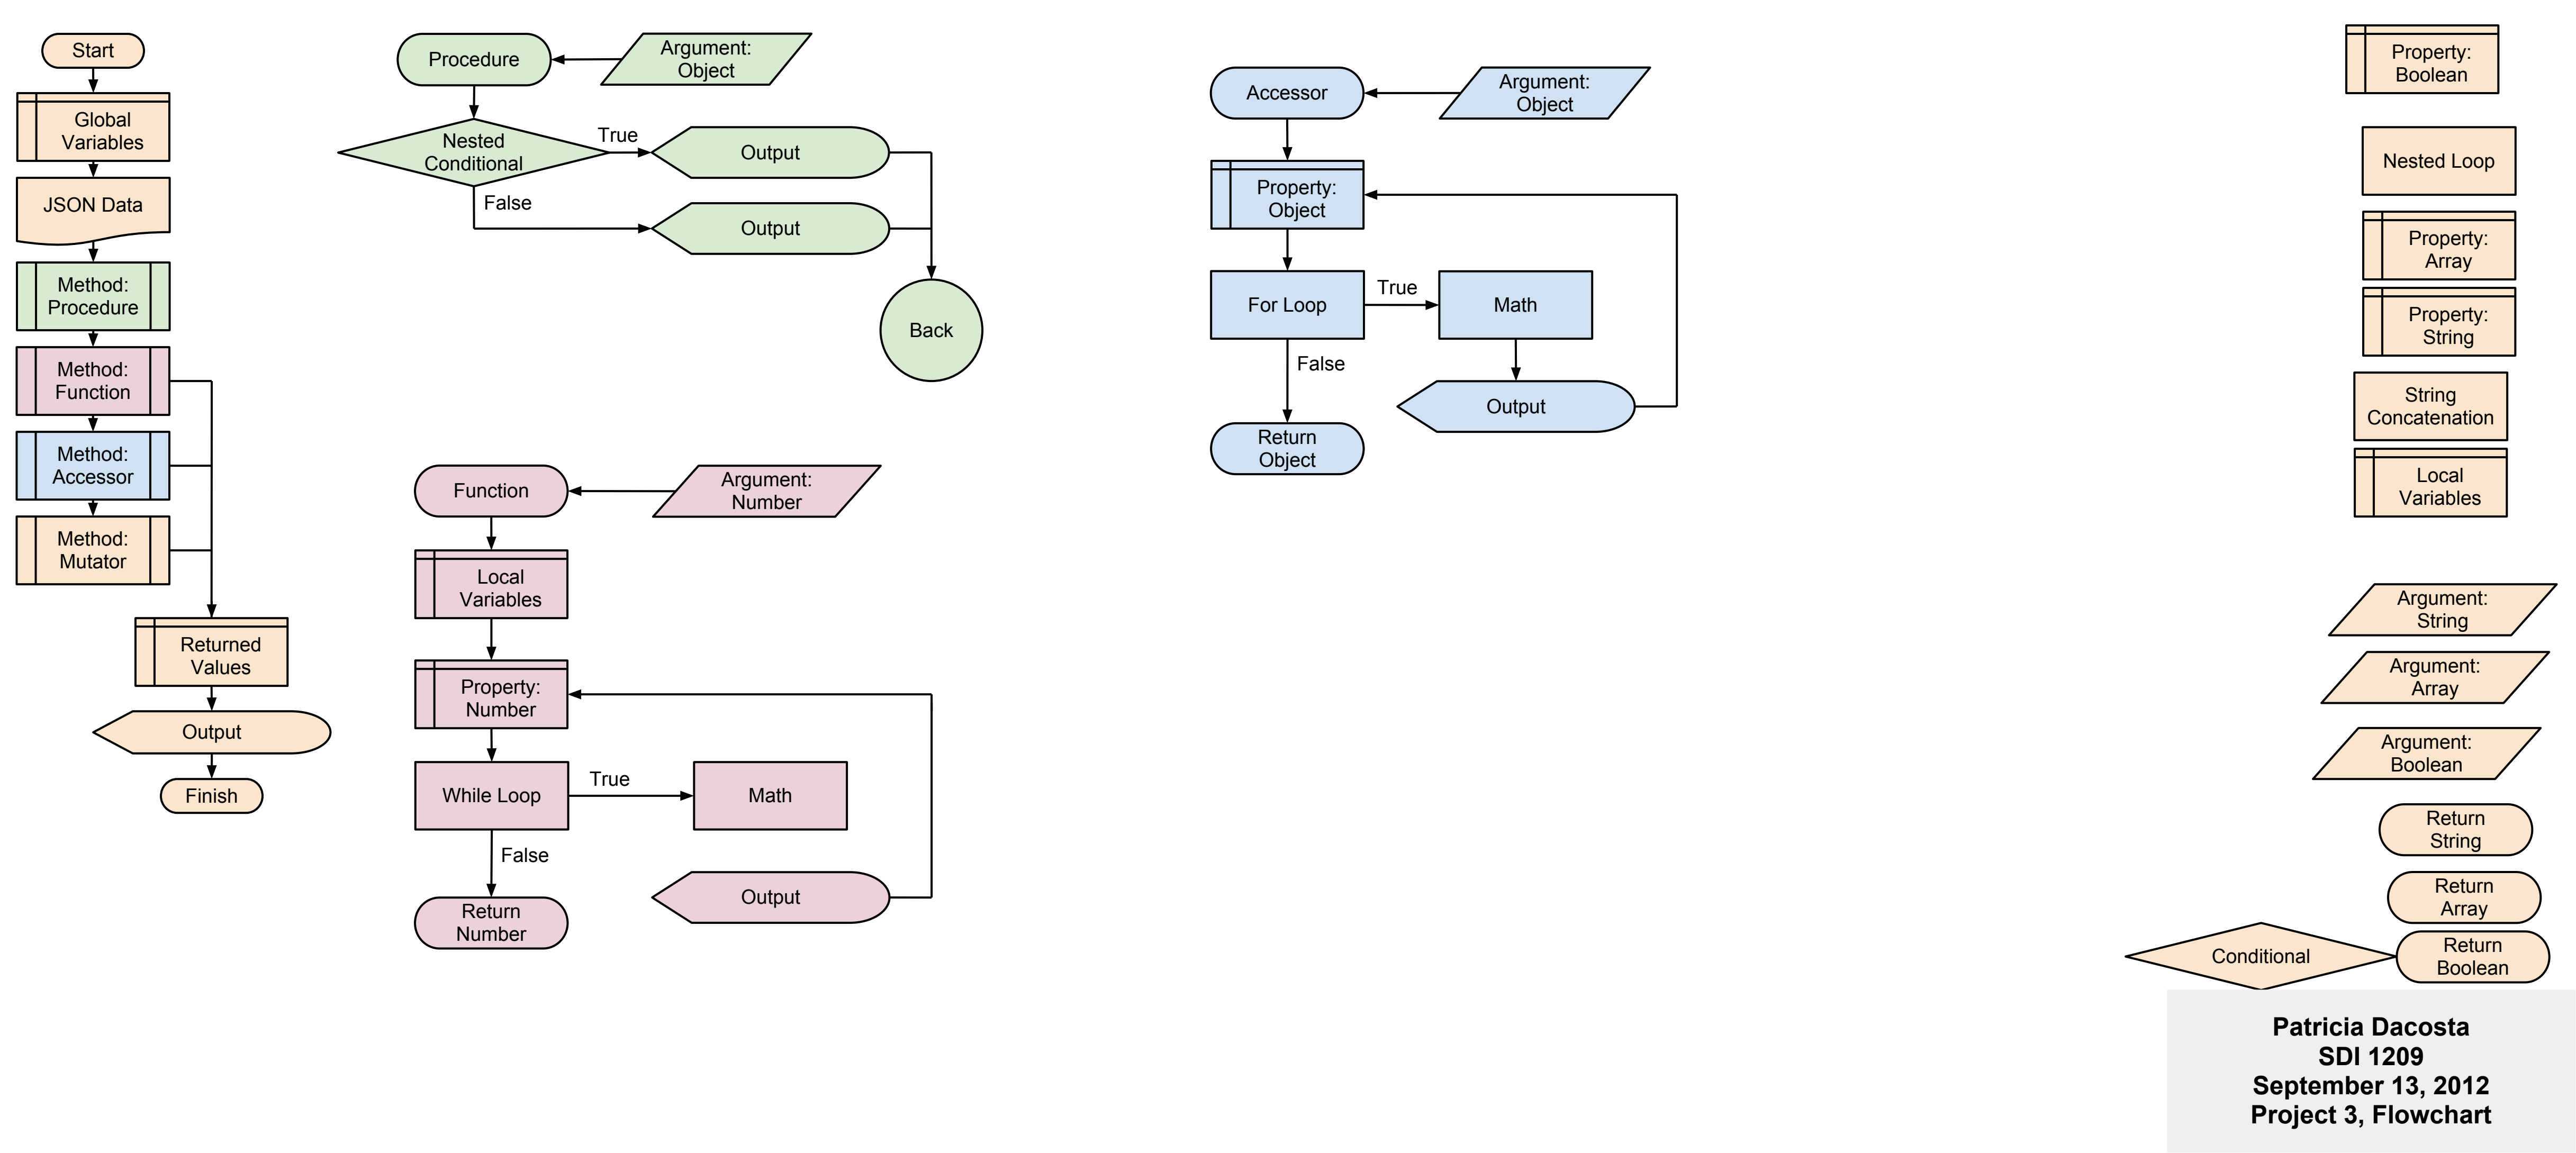 Start
Global
Variables
JSON Data
Method:
Procedure
Method:
Function
Method:
Accessor
Method:
Mutator
Returned
Values
Output
Finish
Procedure
Argument:
Object
Nested
Conditional
True
Output
False
Output
Back
Function
Argument:
Number
Local
Variables
Property:
Number
While Loop
True
Math
False
Output
Return
Number
Accessor
Argument:
Object
Property:
Object
For Loop
True
Math
False
Output
Return
Object
Property:
Boolean
Nested Loop
Property:
Array
Property:
String
String
Concatenation
Local
Variables
Argument:
String
Argument:
Array
Argument:
Boolean
Return
String
Return
Array
Conditional
Return
Boolean
Patricia Dacosta
SDI 1209
September 13, 2012
Project 3, Flowchart